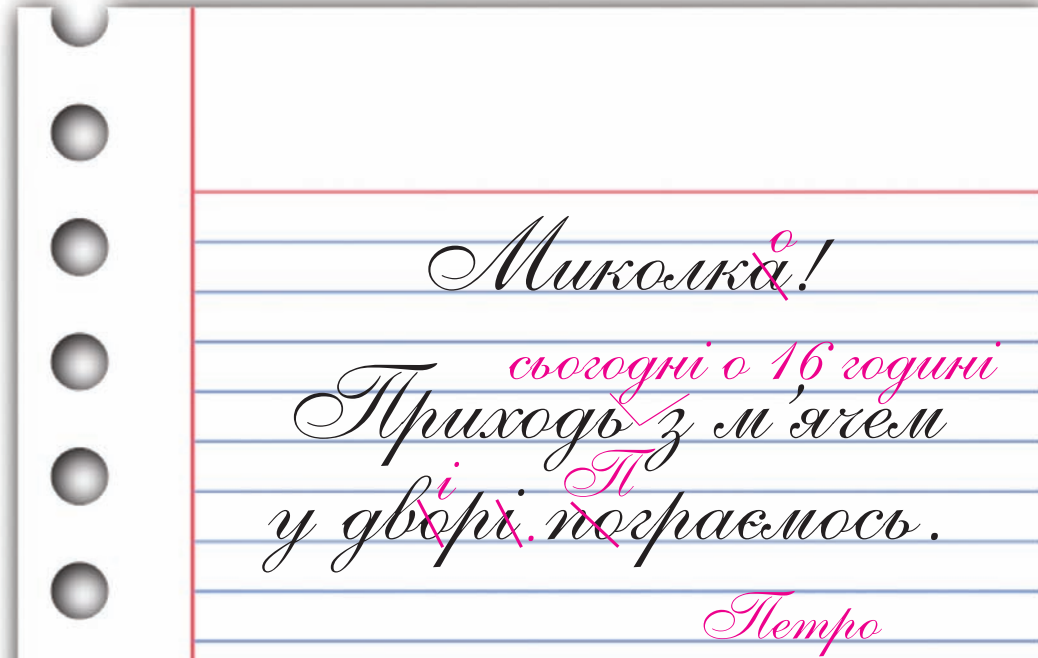 Миколка!
о
сьогодні о 16 годині
Приходь з м’ячем
і П
у дворі. пограємось.
Петро